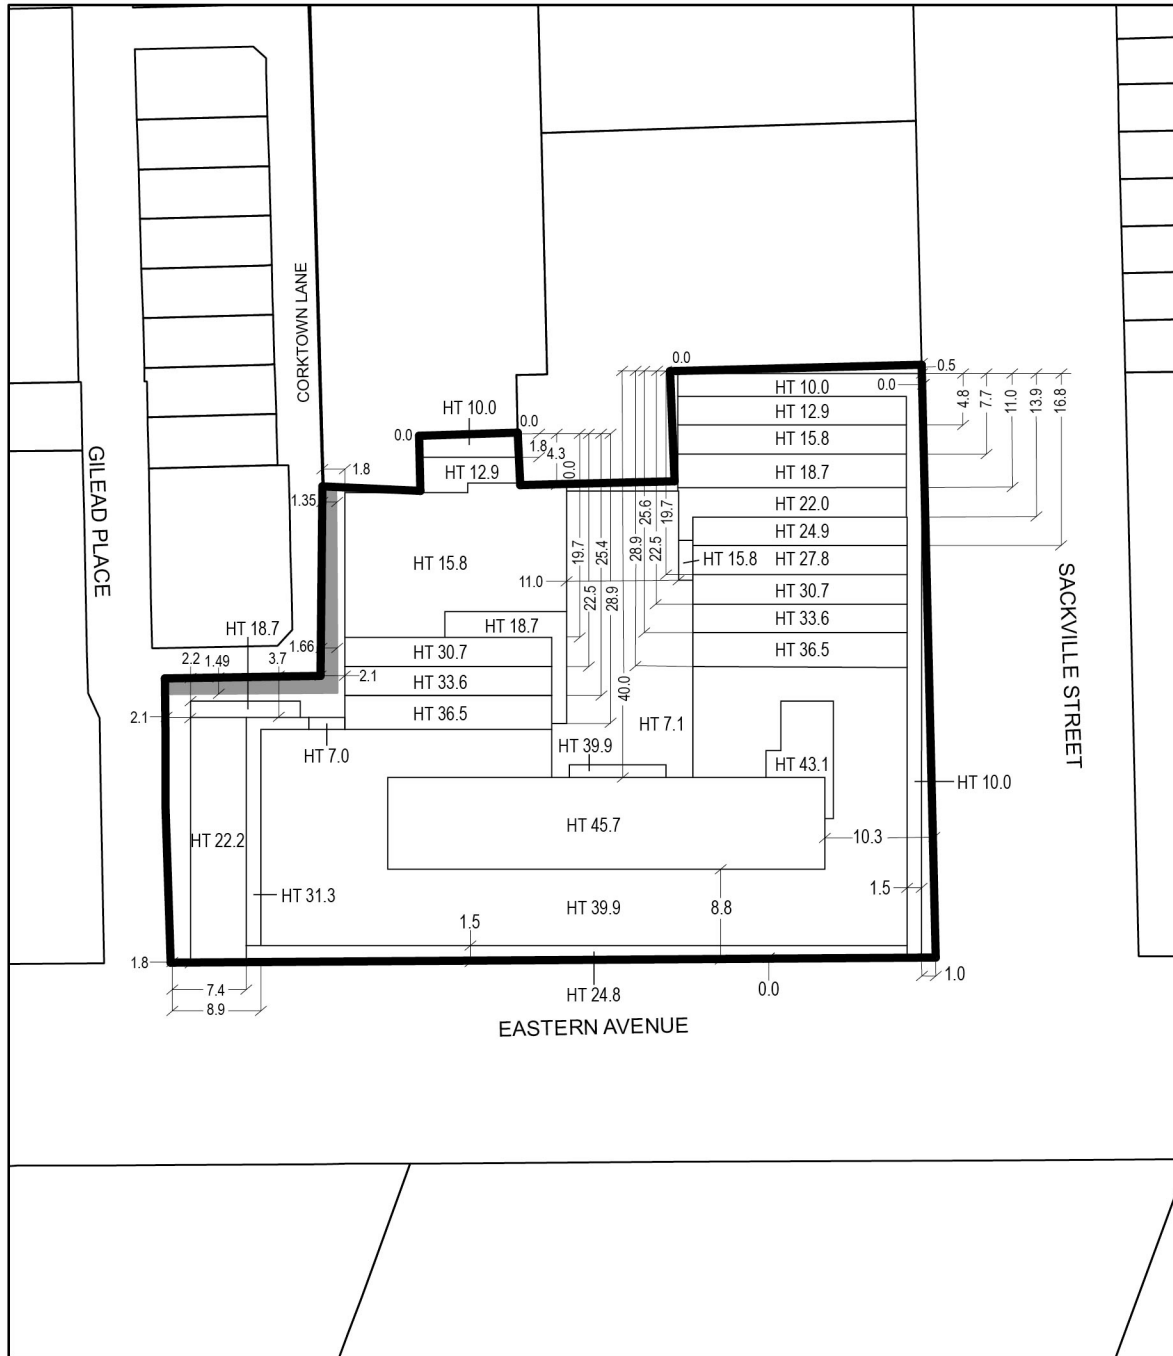 CORKTOWN LANE
GILEAD PLACE
SACKVILLE STREET
EASTERN AVENUE
0.0
0.5
HT 10.0
0.0
HT 10.0
0.0
0.0
HT 12.9
4.8
7.7
11.0
13.9
16.8
HT 15.8
1.8
4.3
0.0
1.8
HT 12.9
HT 18.7
1.35
HT 22.0
25.6
19.7
HT 24.9
19.7
25.4
28.9
22.5
HT 15.8
HT 15.8
HT 27.8
11.0
22.5
28.9
HT 30.7
HT 18.7
HT 18.7
HT 33.6
1.66
HT 30.7
HT 36.5
2.2
1.49
3.7
2.1
HT 33.6
40.0
2.1
HT 36.5
HT 7.1
HT 7.0
HT 39.9
HT 43.1
HT 10.0
HT 45.7
HT 22.2
10.3
HT 31.3
1.5
HT 39.9
8.8
1.5
1.8
7.4
8.9
HT 24.8
0.0
1.0